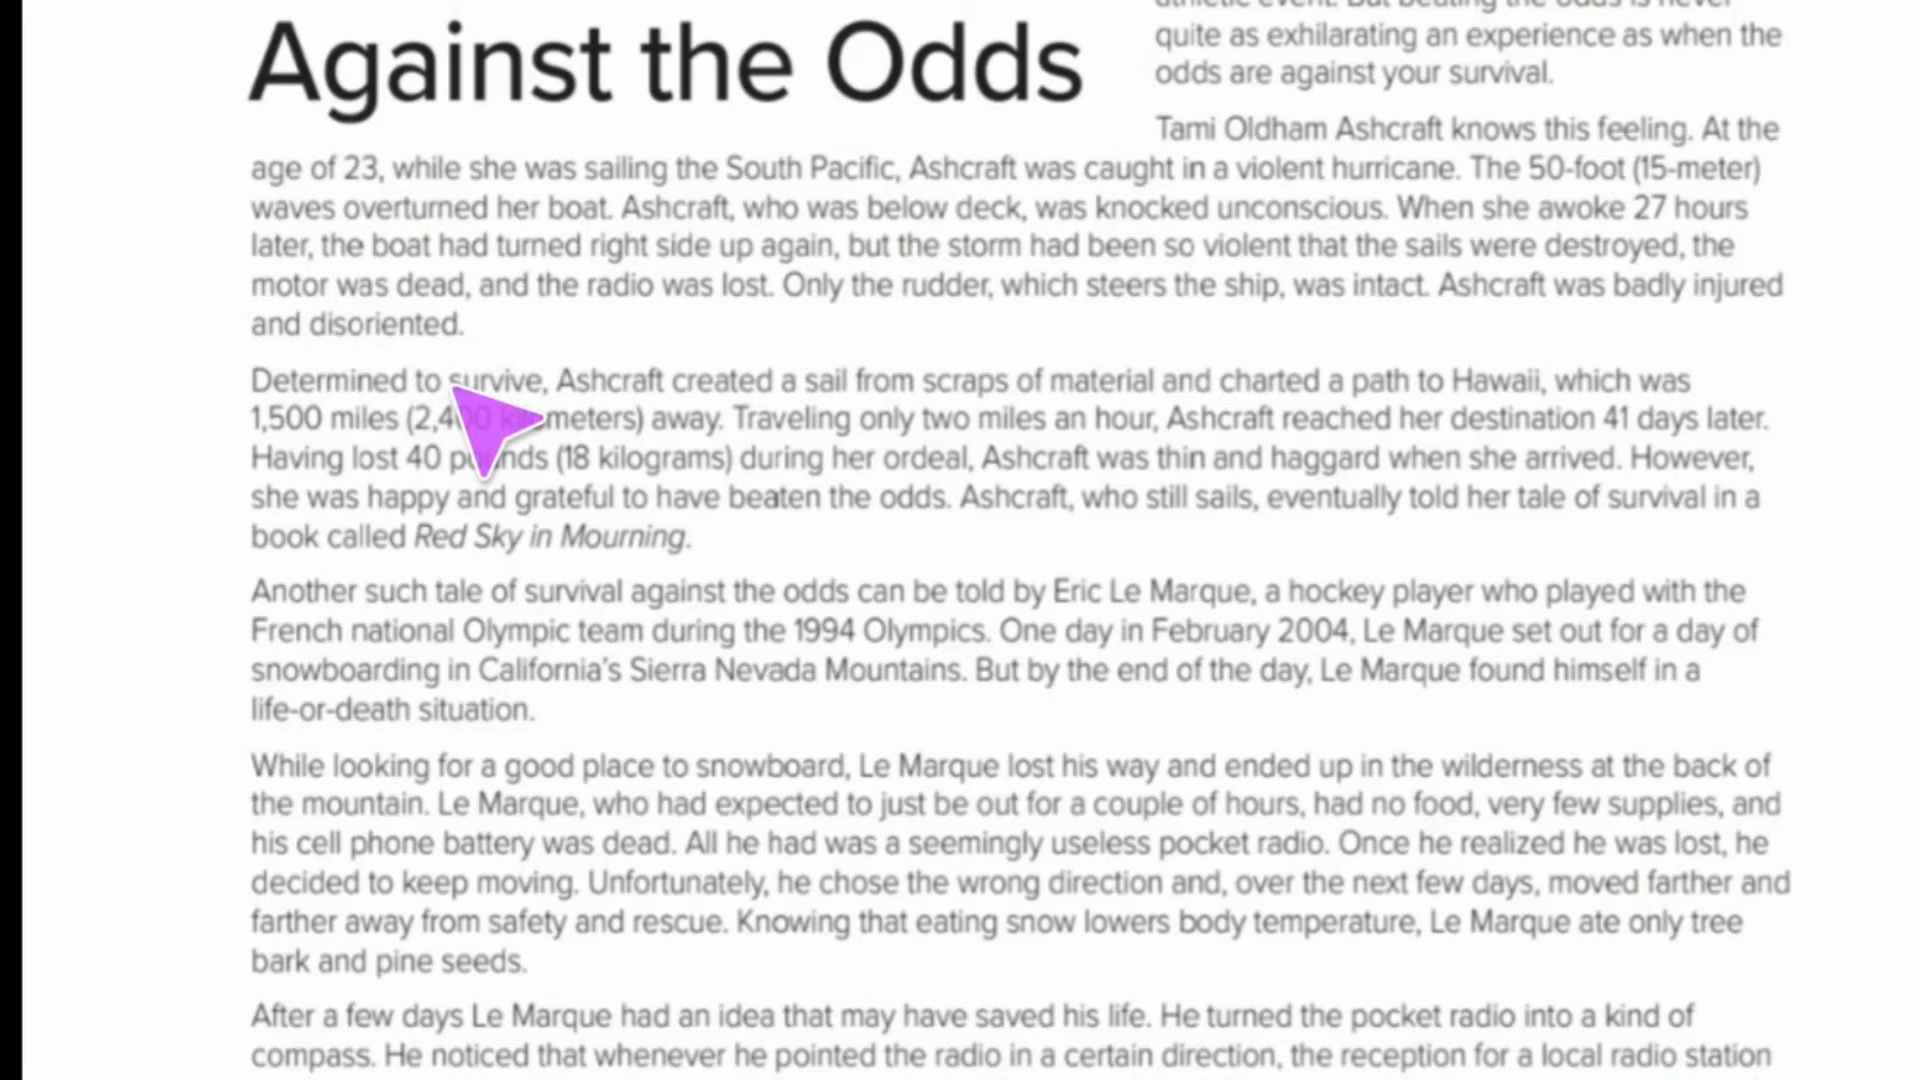 Against the Odds
quite as exhilarating an experience as when the
odds are against your survival.
Tami Oldham Ashcraft knows this feeling. At the
age of 23, while she was sailing the South Pacific, Ashcraft was caught in a violent hurricane. The 50-foot (15-meter)
waves overturned her boat. Ashcraft, who was below deck, was knocked unconscious. When she awoke 27 hours
later, the boat had turned right side up again, but the storm had been so violent that the sails were destroyed, the
motor was dead, and the radio was lost. Only the rudder, which steers the ship, was intact. Ashcraft was badly injured
and disoriented.
Determined to survive, Ashcraft created a sail from scraps of material and charted a path to Hawaii, which was
1,500 miles (2,400 kilometers) away. Traveling only two miles an hour, Ashcraft reached her destination 41 days later.
Having lost 40 pounds (18 kilograms) during her ordeal, Ashcraft was thin and haggard when she arrived. However,
she was happy and grateful to have beaten the odds. Ashcraft, who still sails, eventually told her tale of survival in a
book called Red Sky in Mourning.
Another such tale of survival against the odds can be told by Eric Le Marque, a hockey player who played with the
French national Olympic team during the 1994 Olympics. One day in February 2004, Le Marque set out for a day of
snowboarding in California's Sierra Nevada Mountains. But by the end of the day, Le Marque found himself in a
life-or-death situation.
While looking for a good place to snowboard, Le Marque lost his way and ended up in the wilderness at the back of
the mountain. Le Marque, who had expected to just be out for a couple of hours, had no food, very few supplies, and
his cell phone battery was dead. All he had was a seemingly useless pocket radio. Once he realized he was lost, he
decided to keep moving. Unfortunately, he chose the wrong direction and, over the next few days, moved farther and
farther away from safety and rescue. Knowing that eating snow lowers body temperature, Le Marque ate only tree
bark and pine seeds.
After a few days Le Marque had an idea that may have saved his life. He turned the pocket radio into a kind of
compass. He noticed that whenever he pointed the radio in a certain direction, the reception for a local radio station